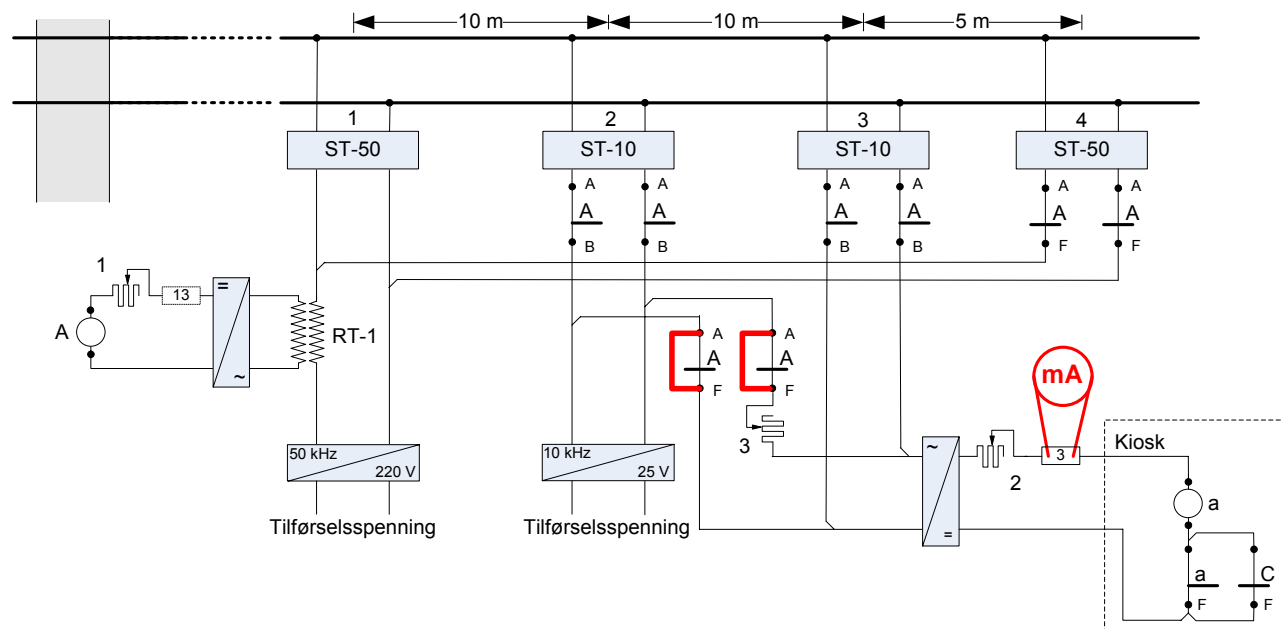 10 m 10 m 5 m
1 2 3 4
ST-50 ST-10 ST-10 ST-50
A A A A A A
A A A A A A
B B B B F F
1
13
=
A
RT-1
~
A A
A A
F F
mA
3
50 kHz
220 V
10 kHz
25 V
~
=
2
3
Kiosk
a
Tilførselsspenning Tilførselsspenning
a C
F F